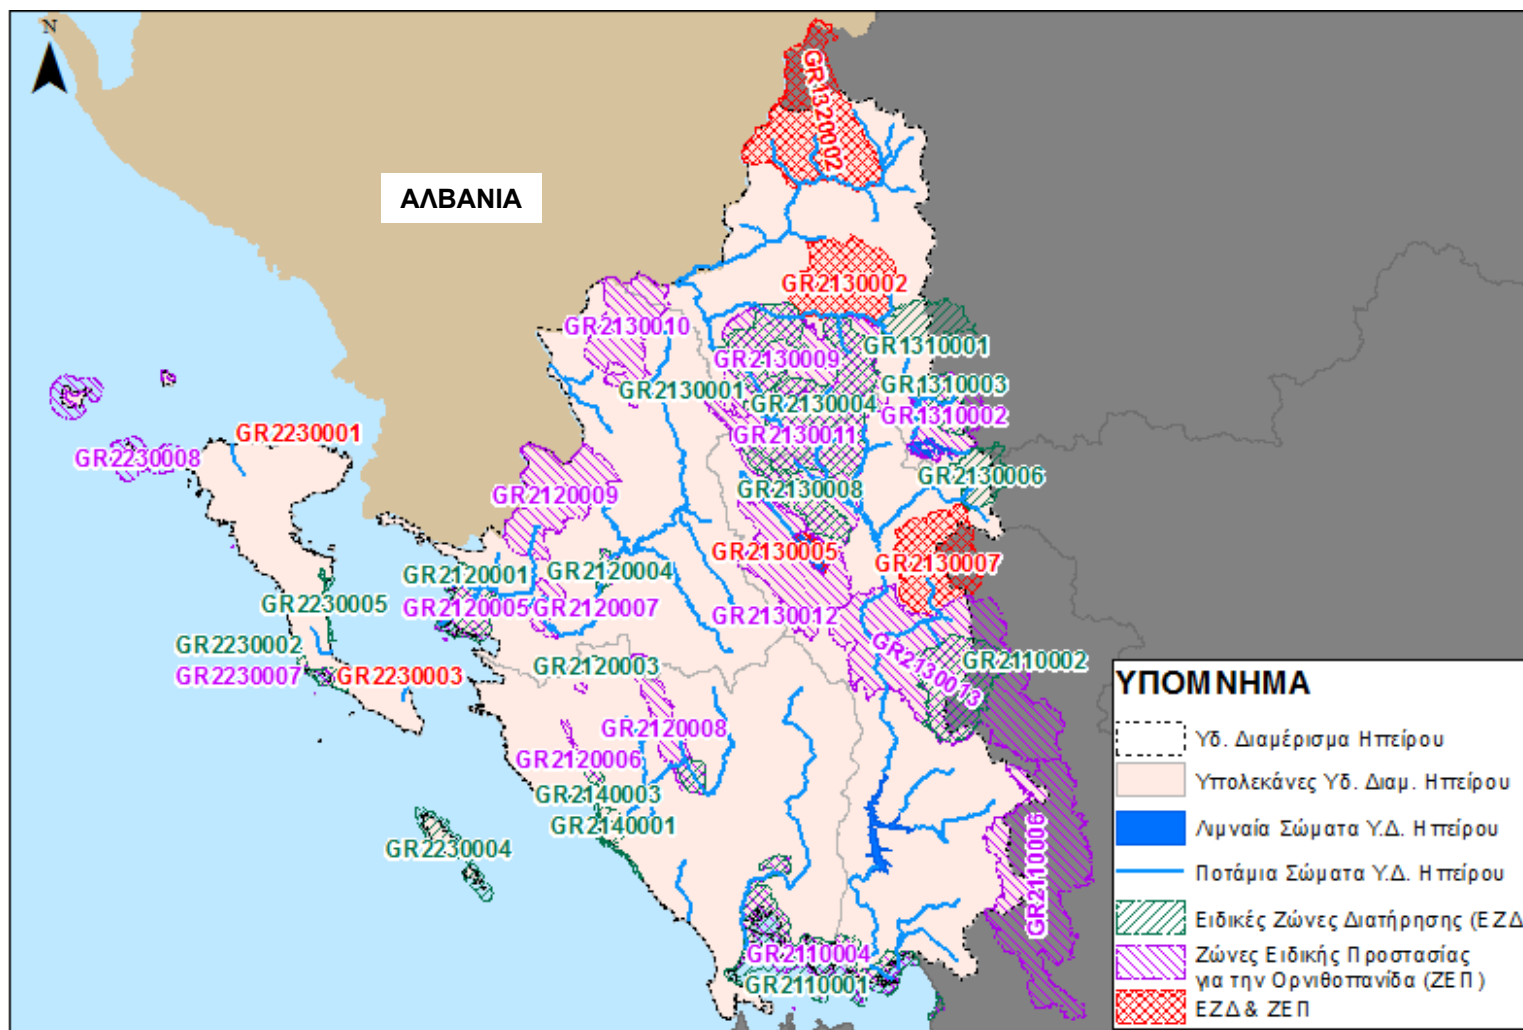 N
GR1320002
ΑΛΒΑΝΙΑ
GR2130002
GR2130010
GR1310001
GR2130009
GR2130001
GR1310003
GR2130004
GR1310002
GR2230001
GR2130011
GR2230008
GR2130006
GR2130008
GR2120009
GR2130005
GR2130007
GR2120001
GR2120004
GR2230005
GR2120005
GR2120007
GR2130012
GR2230002
GR2120003
GR2130013
GR2110002
GR2230007
GR2230003
GR2120008
GR2120006
GR2140003
GR2140001
GR2230004
GR2110006
GR2110004
GR2110001
ΥΠΟΜΝΗΜΑ
Υδ. Διαμέρισμα Ηπείρου
Υπολεκάνες Υδ. Διαμ. Ηπείρου
Λιμναία Σώματα Υ.Δ. Ηπείρου
Ποτάμια Σώματα Υ.Δ. Ηπείρου
Ειδικές Ζώνες Διατήρησης (ΕΖΔ
Ζώνες Ειδικής Προστασίας
για την Ορνιθοπανίδα (ΖΕΠ)
ΕΖΔ & ΖΕΠ